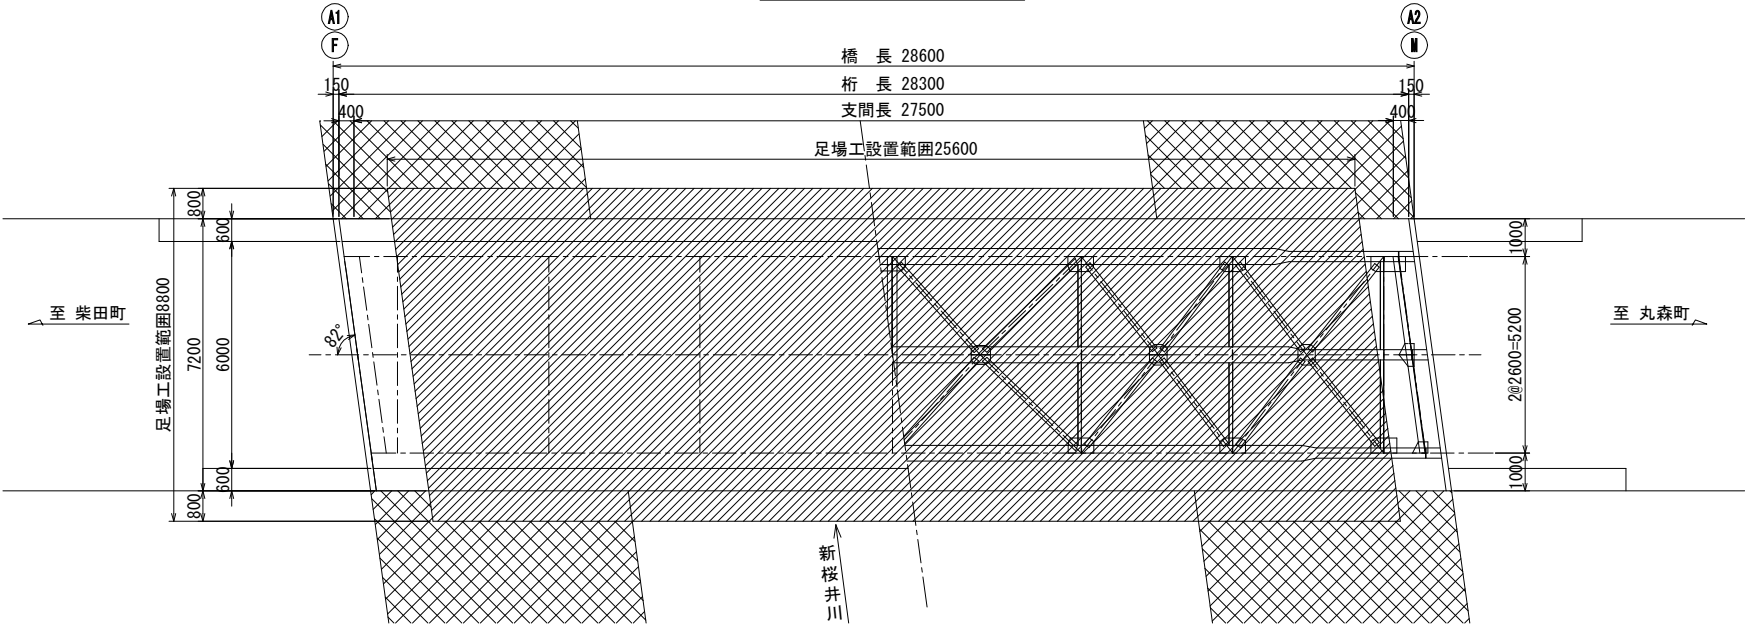 A1
F
A2
M
橋 長 28600
150
桁 長 28300
150
400
支間長 27500
400
足場工設置範囲25600
800
600
1000
至 柴田町
82°
足場工設置範囲8800
7200
6000
2@2600=5200
至 丸森町
600
800
1000
新桜井川